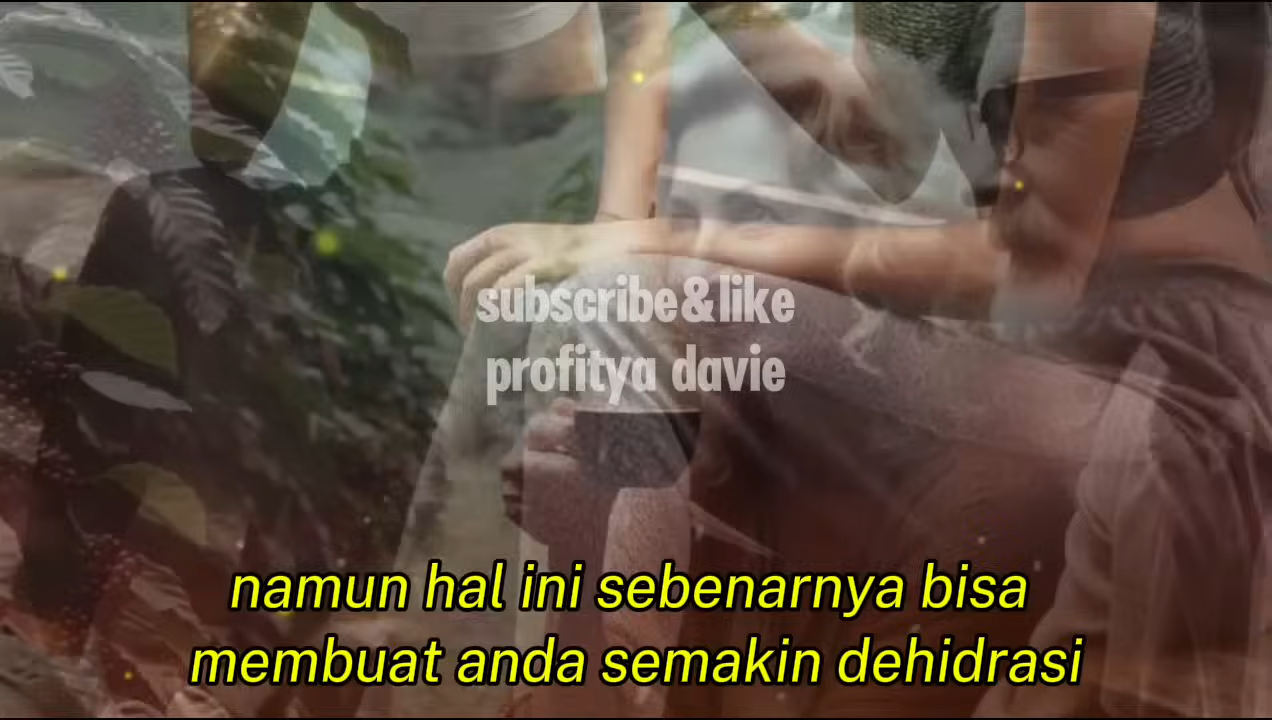 subscribe&like
profitya davie
namun hal ini sebenarnya bisa
membuat anda semakin dehidrasi